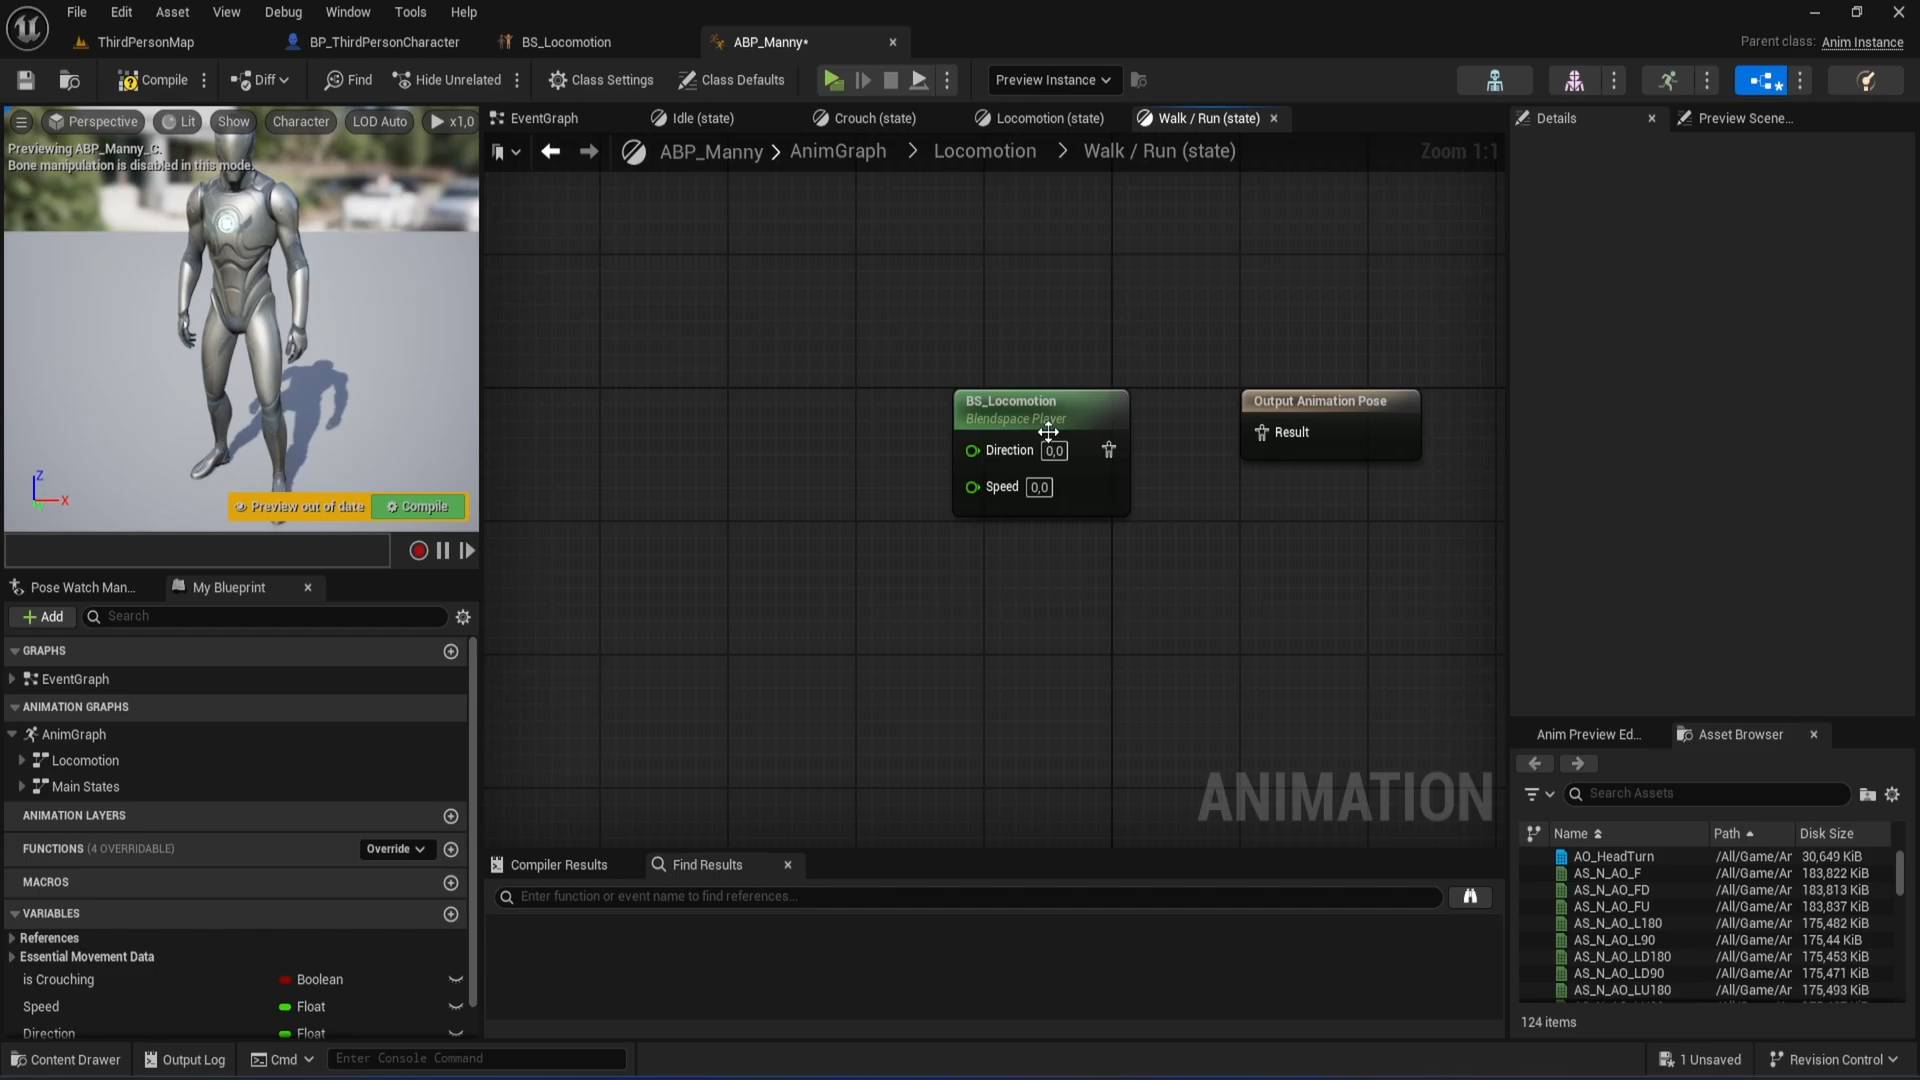 File Edit Asset View Debug Window Tools Help
ThirdPersonMap BP_ThirdPersonCharacter BS_Locomotion ABP_Manny* Parent class: Anim Instance
Compile Diff Find Hide Unrelated Class Settings Class Defaults Preview Instance
Perspective Lit Show Character LOD Auto x1,0
Previewing ABP_Manny_C.
Bone manipulation is disabled in this mode.
Z
X
Preview out of date Compile
EventGraph Idle (state) Crouch (state) Locomotion (state) Walk / Run (state)
ABP_Manny > AnimGraph > Locomotion > Walk / Run (state) Zoom 1:1
BS_Locomotion
Blendspace Player
Direction 0,0
Speed 0,0
Output Animation Pose
Result
ANIMATION
Pose Watch Man... My Blueprint
Add Search
GRAPHS
EventGraph
ANIMATION GRAPHS
AnimGraph
Locomotion
Main States
ANIMATION LAYERS
FUNCTIONS (4 OVERRIDABLE) Override
MACROS
VARIABLES
References
Essential Movement Data
is Crouching Boolean
Speed Float
Direction Float
Compiler Results Find Results
Enter function or event name to find references...
Details Preview Scene...
Anim Preview Ed... Asset Browser
Search Assets
Name Path Disk Size
AO_HeadTurn /All/Game/Ar 30,649 KiB
AS_N_AO_F /All/Game/Ar 183,822 KiB
AS_N_AO_FD /All/Game/Ar 183,813 KiB
AS_N_AO_FU /All/Game/Ar 183,837 KiB
AS_N_AO_L180 /All/Game/Ar 175,482 KiB
AS_N_AO_L90 /All/Game/Ar 175,44 KiB
AS_N_AO_LD180 /All/Game/Ar 175,453 KiB
AS_N_AO_LD90 /All/Game/Ar 175,471 KiB
AS_N_AO_LU180 /All/Game/Ar 175,493 KiB
124 items
Content Drawer Output Log Cmd Enter Console Command 1 Unsaved Revision Control